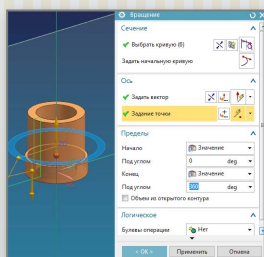 Вращение
Сечение
Выбрать кривую (6)
Задать начальную кривую
Ось
Задать вектор
Задание точки
Пределы
Начало Значение
Под углом 0 deg
Конец Значение
Под углом 360 deg
Объем из открытого контура
Логическое
Булевы операции Нет
< OK > Применить Отмена